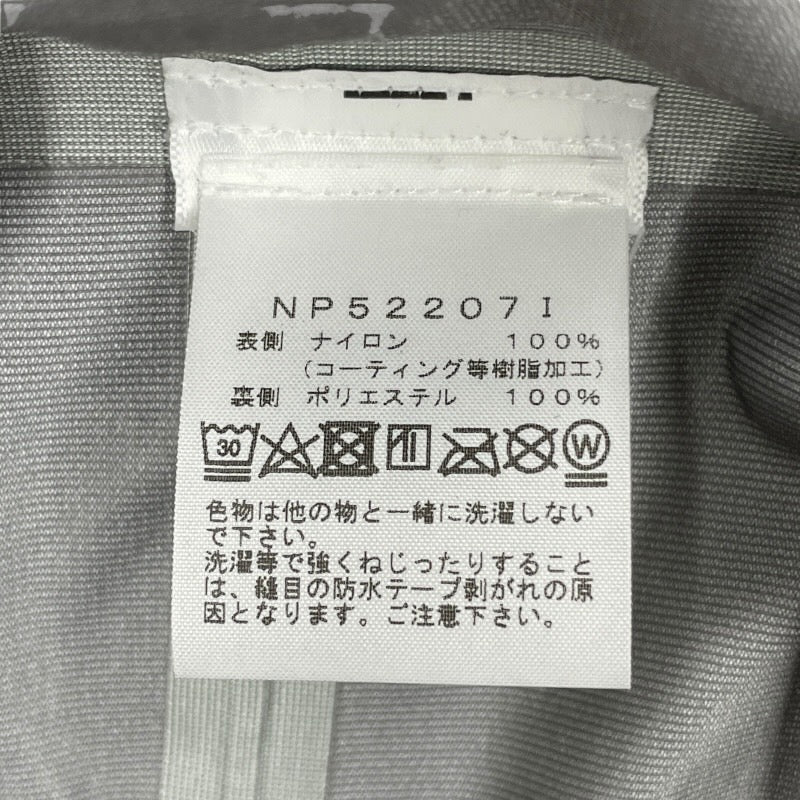 NP52207I
表側 ナイロン 100%
(コーティング等樹脂加工)
裏側 ポリエステル 100%
30 W
色物は他の物と一緒に洗濯しない
で下さい。
洗濯等で強くねじったりすること
は、縫目の防水テープ剥がれの原
因となります。ご注意下さい。